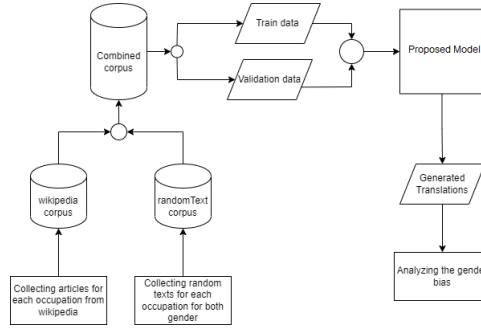 Combined
corpus
Train data
Validation data
Proposed Model
wikipedia
corpus
randomText
corpus
Generated
Translations
Collecting articles for
each occupation from
wikipedia
Collecting random
texts for each
occupation for both
gender
Analyzing the gender
bias